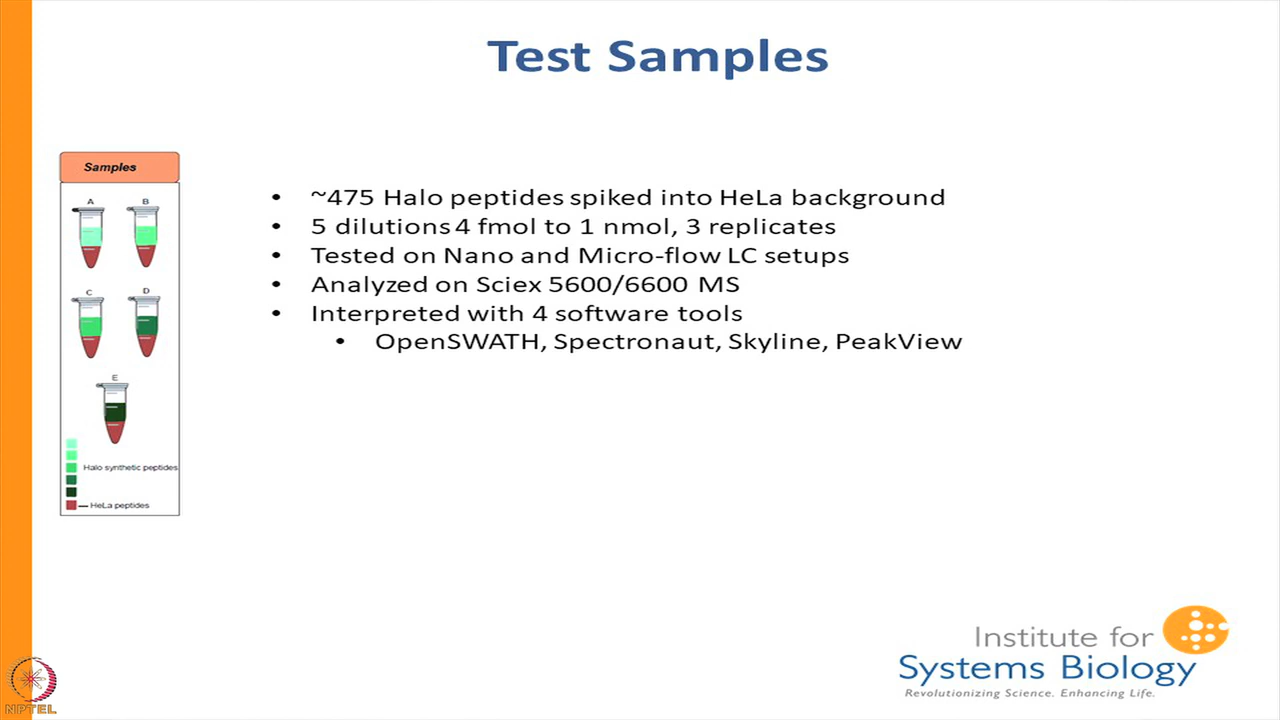 Test Samples
Samples
A B
C D
E
Halo synthetic peptides
HeLa peptides
• ~475 Halo peptides spiked into HeLa background
• 5 dilutions 4 fmol to 1 nmol, 3 replicates
• Tested on Nano and Micro-flow LC setups
• Analyzed on Sciex 5600/6600 MS
• Interpreted with 4 software tools
• OpenSWATH, Spectronaut, Skyline, PeakView
Institute for
Systems Biology
Revolutionizing Science. Enhancing Life.
NPTEL